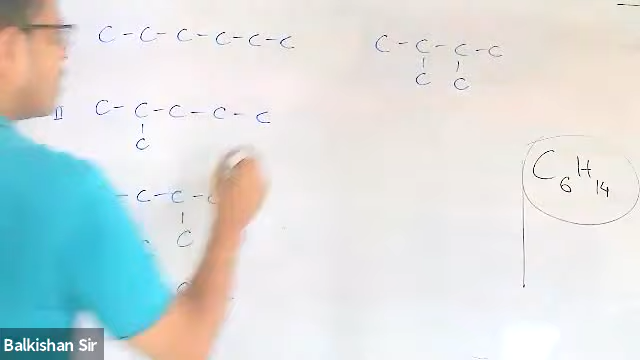 C - C - C - C - C - C
II C - C - C - C - C
C
- C - C - C
C
C - C - C - C
C C
C6H14
Balkishan Sir